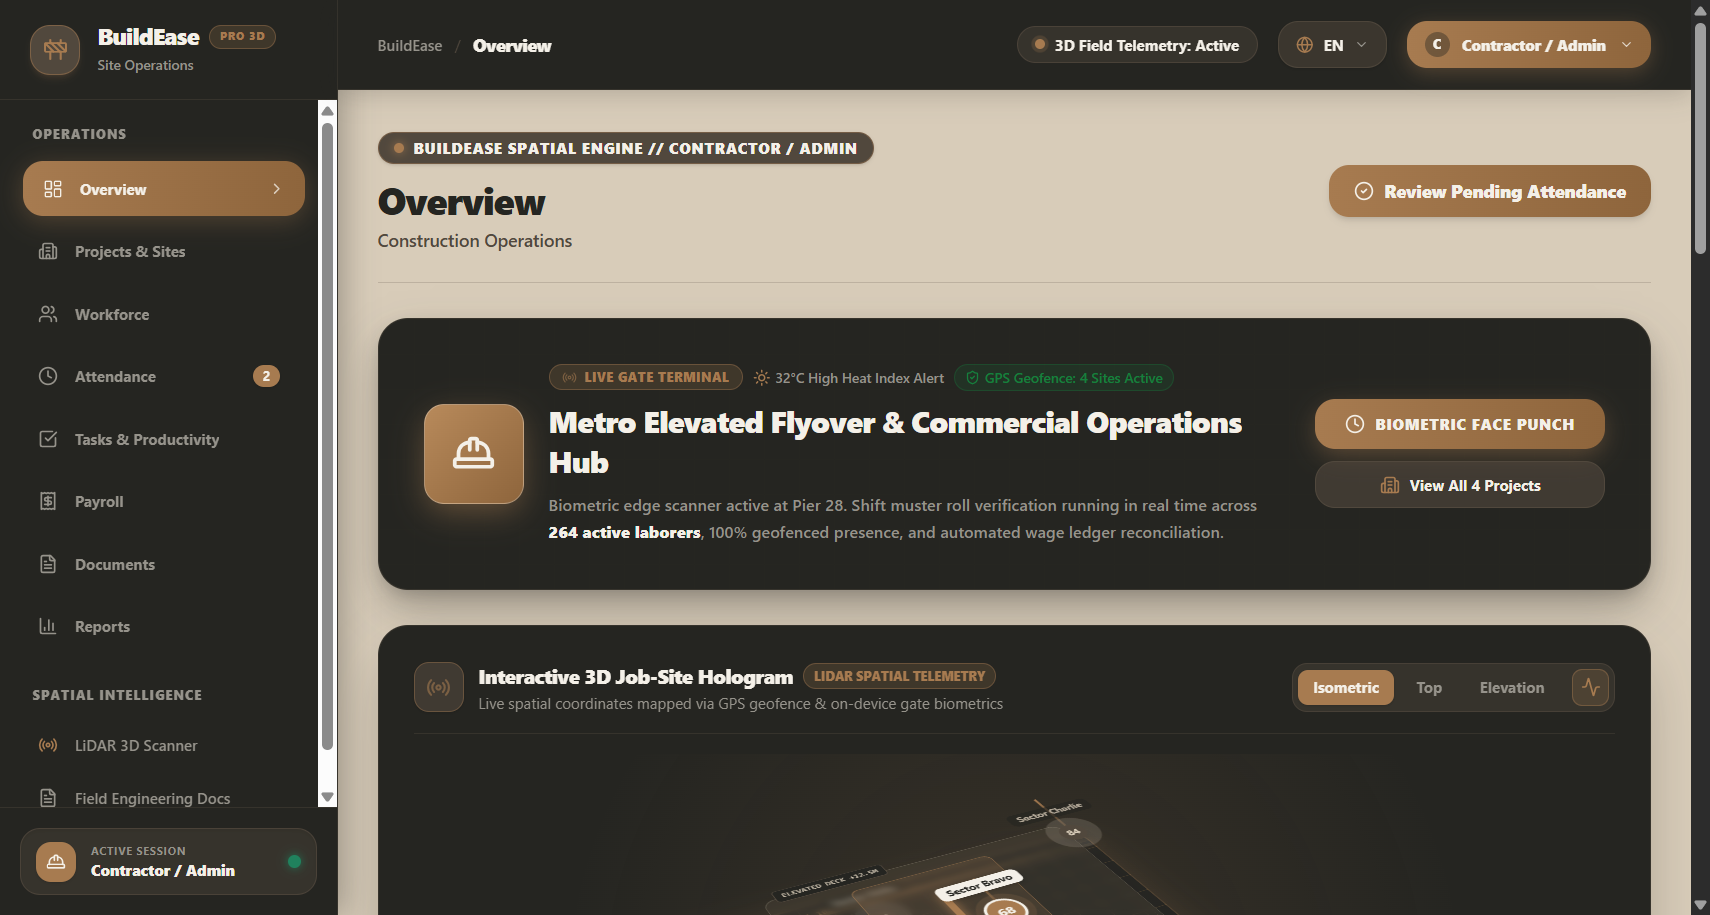 BuildEase PRO 3D
Site Operations
OPERATIONS
Overview
Projects & Sites
Workforce
Attendance 2
Tasks & Productivity
Payroll
Documents
Reports
SPATIAL INTELLIGENCE
LiDAR 3D Scanner
Field Engineering Docs
ACTIVE SESSION
Contractor / Admin
BuildEase / Overview
3D Field Telemetry: Active
EN
C Contractor / Admin
BUILDEASE SPATIAL ENGINE // CONTRACTOR / ADMIN
Overview
Construction Operations
Review Pending Attendance
LIVE GATE TERMINAL
32°C High Heat Index Alert
GPS Geofence: 4 Sites Active
Metro Elevated Flyover & Commercial Operations
Hub
Biometric edge scanner active at Pier 28. Shift muster roll verification running in real time across
264 active laborers, 100% geofenced presence, and automated wage ledger reconciliation.
BIOMETRIC FACE PUNCH
View All 4 Projects
Interactive 3D Job-Site Hologram LIDAR SPATIAL TELEMETRY
Live spatial coordinates mapped via GPS geofence & on-device gate biometrics
Isometric Top Elevation
Sector Charlie
84
ELEVATED DECK +22.5M
Sector Bravo
68